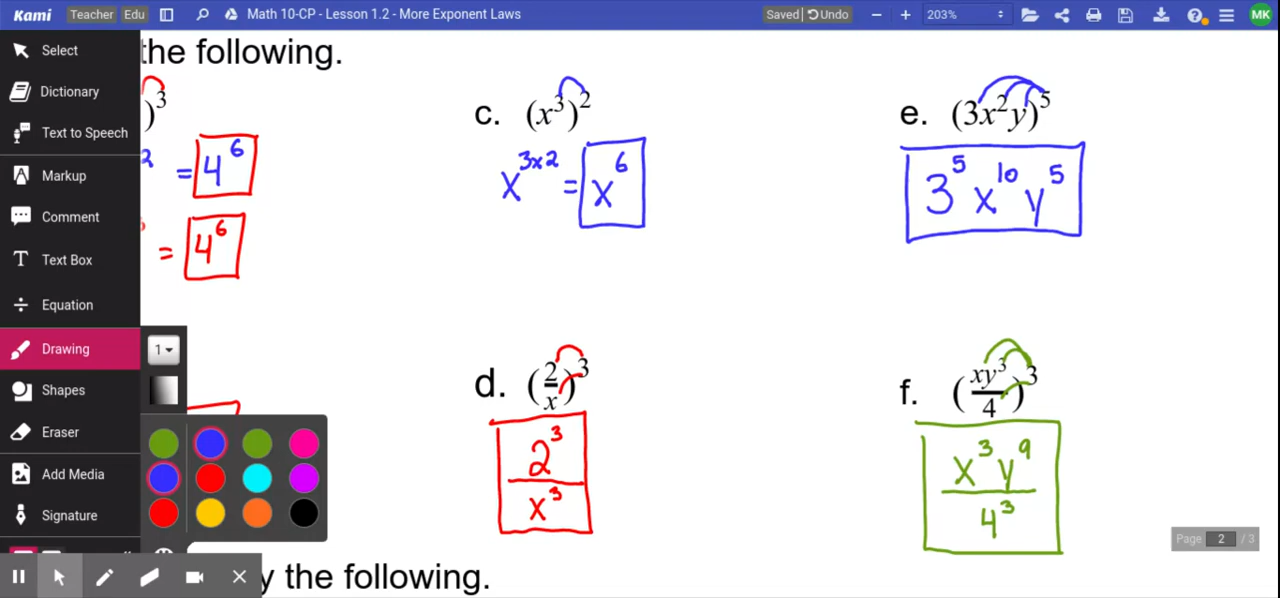 Kami Teacher Edu Math 10-CP - Lesson 1.2 - More Exponent Laws Saved Undo 203% MK
Select
Dictionary
Text to Speech
Markup
Comment
Text Box
Equation
Drawing
Shapes
Eraser
Add Media
Signature
1
the following.
)³
2 = 4⁶
= 4⁶
c. (x³)²
x³ˣ² = x⁶
e. (3x²y)⁵
3⁵x¹⁰y⁵
d. (2/x)³
2³
x³
f. (xy³/4)³
x³y⁹
4³
Page 2 / 3
y the following.